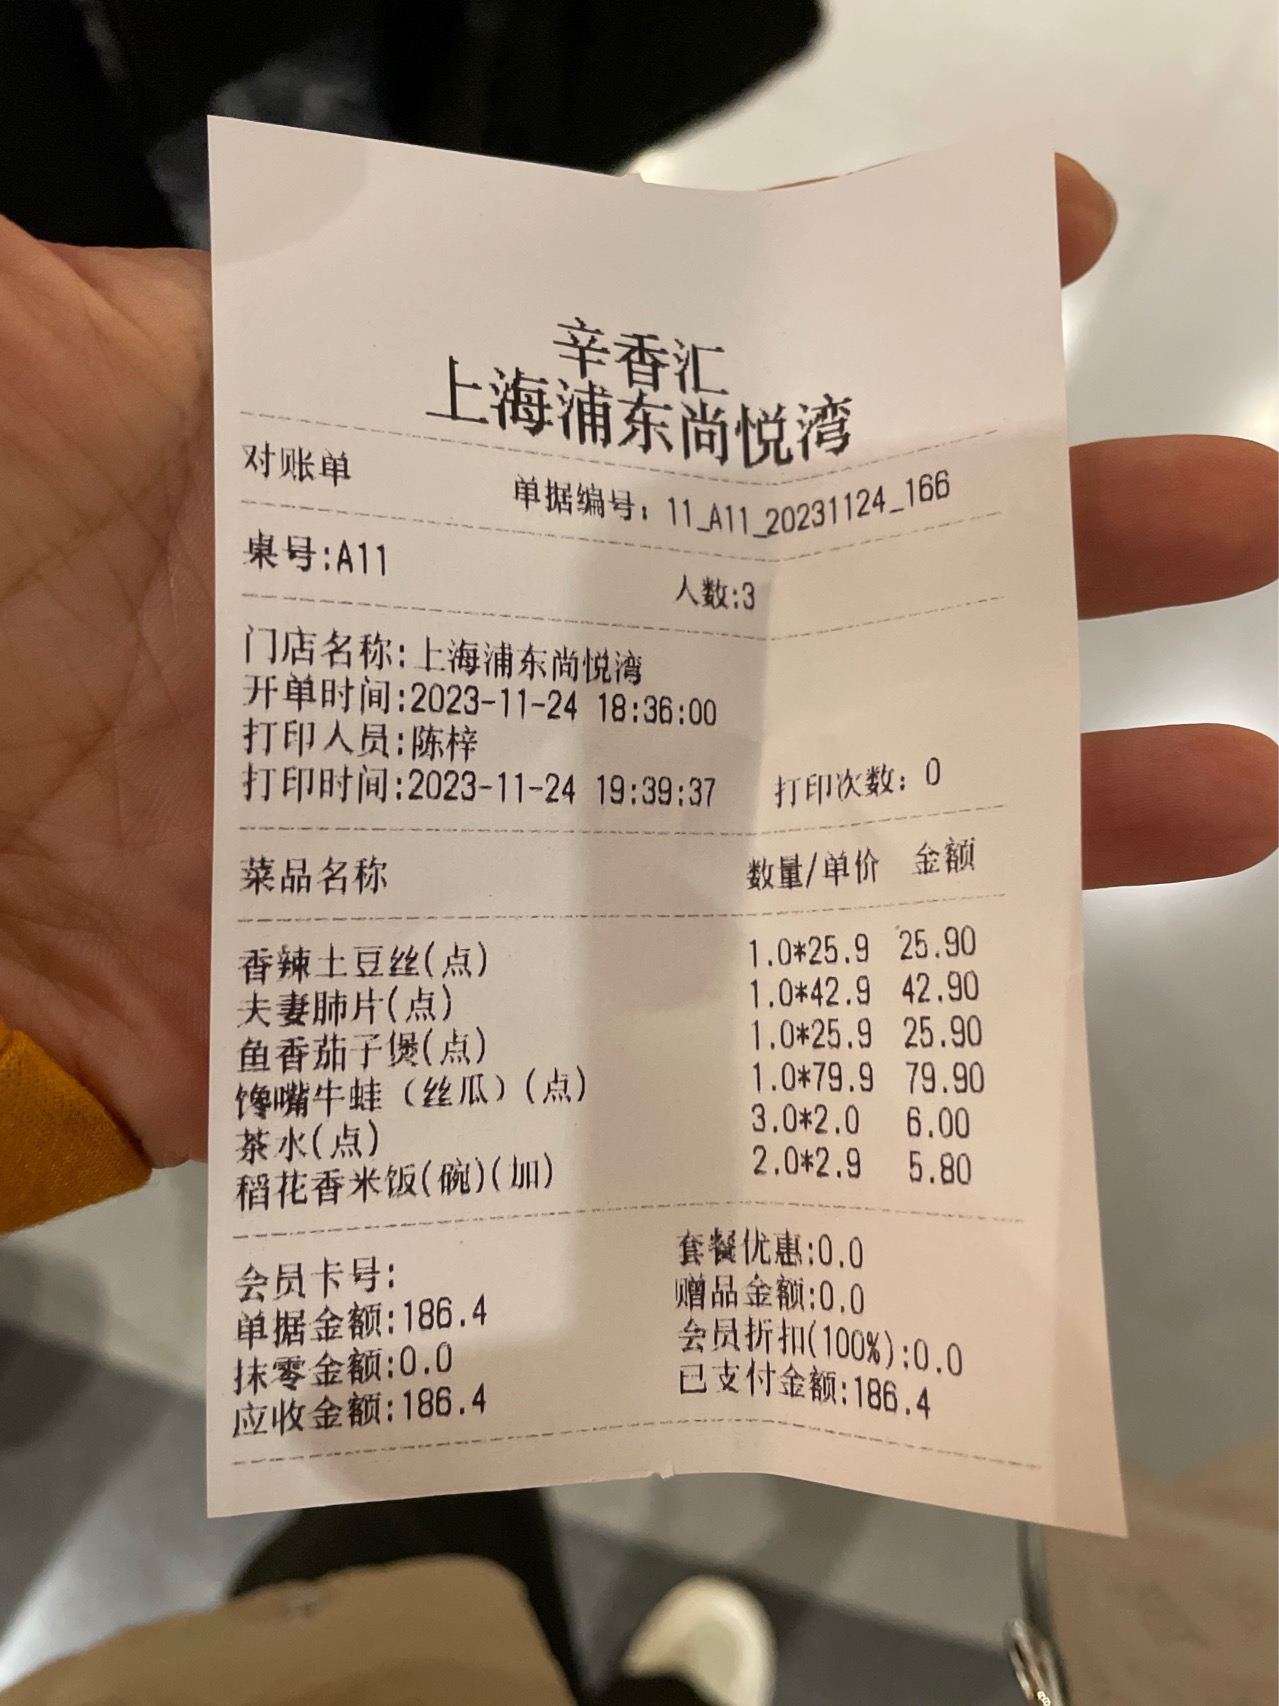 辛香汇
上海浦东尚悦湾
对账单 单据编号：11_A11_20231124_166
桌号:A11 人数:3
门店名称:上海浦东尚悦湾
开单时间:2023-11-24 18:36:00
打印人员:陈梓
打印时间:2023-11-24 19:39:37 打印次数：0
菜品名称 数量/单价 金额
香辣土豆丝(点) 1.0*25.9 25.90
夫妻肺片(点) 1.0*42.9 42.90
鱼香茄子煲(点) 1.0*25.9 25.90
馋嘴牛蛙（丝瓜）(点) 1.0*79.9 79.90
茶水(点) 3.0*2.0 6.00
稻花香米饭(碗)(加) 2.0*2.9 5.80
会员卡号: 套餐优惠:0.0
单据金额:186.4 赠品金额:0.0
抹零金额:0.0 会员折扣(100%):0.0
应收金额:186.4 已支付金额:186.4